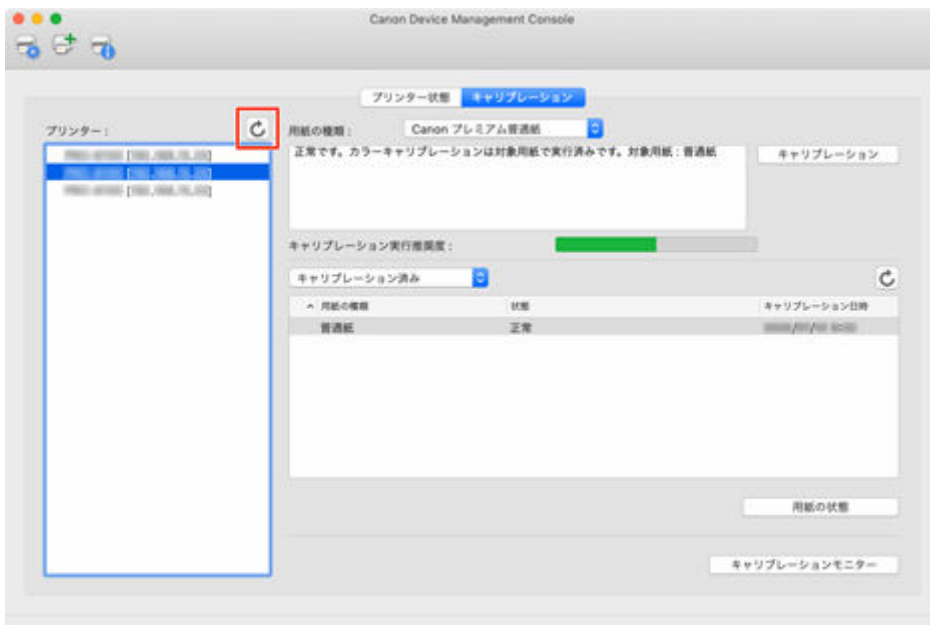 Canon Device Management Console
プリンター状態 キャリブレーション
プリンター：
用紙の種類： Canon プレミアム普通紙
正常です。カラーキャリブレーションは対象用紙で実行済みです。対象用紙：普通紙
キャリブレーション
キャリブレーション実行推奨度：
キャリブレーション済み
用紙の種類 状態 キャリブレーション日時
普通紙 正常
用紙の状態
キャリブレーションモニター